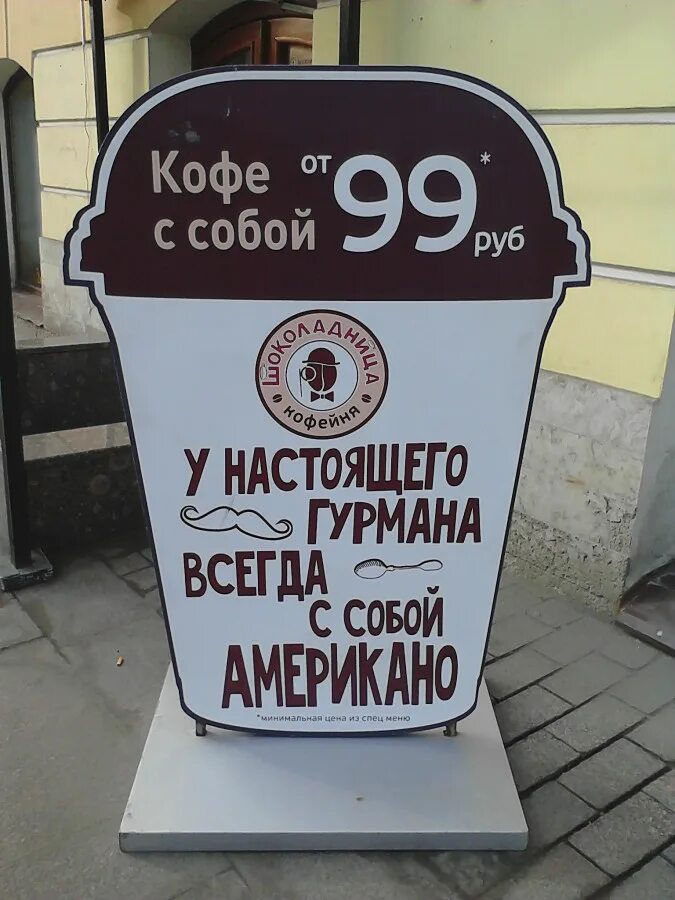 Кофе от 99*
с собой руб
ШОКОЛАДНИЦА
кофейня
У НАСТОЯЩЕГО
ГУРМАНА
ВСЕГДА
С СОБОЙ
АМЕРИКАНО
*минимальная цена из спец меню